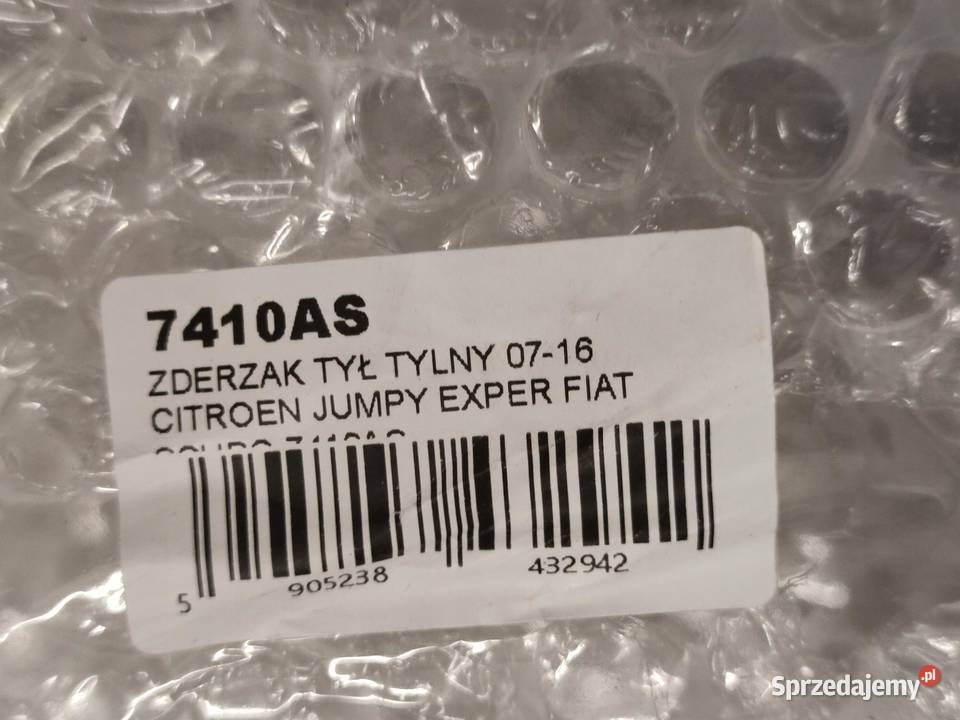 7410AS
ZDERZAK TYŁ TYLNY 07-16
CITROEN JUMPY EXPER FIAT
5 905238 432942
Sprzedajemy.pl